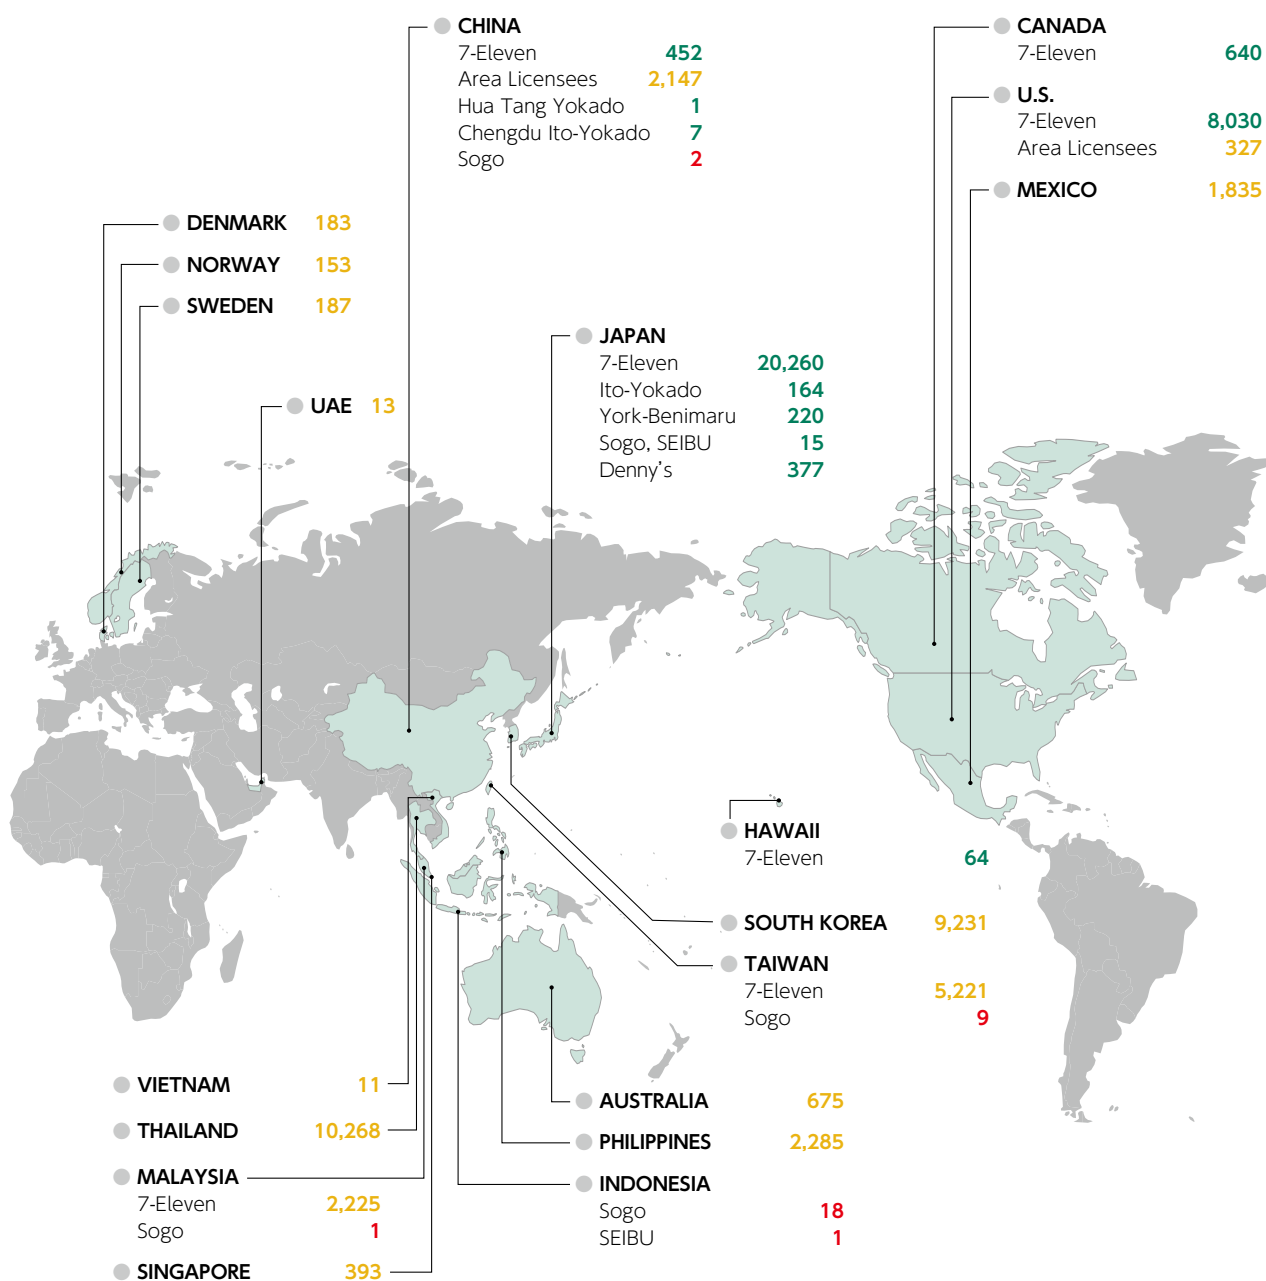 CHINA
7-Eleven 452
Area Licensees 2,147
Hua Tang Yokado 1
Chengdu Ito-Yokado 7
Sogo 2
CANADA
7-Eleven 640
U.S.
7-Eleven 8,030
Area Licensees 327
MEXICO 1,835
DENMARK 183
NORWAY 153
SWEDEN 187
UAE 13
JAPAN
7-Eleven 20,260
Ito-Yokado 164
York-Benimaru 220
Sogo, SEIBU 15
Denny's 377
HAWAII
7-Eleven 64
SOUTH KOREA 9,231
TAIWAN
7-Eleven 5,221
Sogo 9
VIETNAM 11
THAILAND 10,268
MALAYSIA
7-Eleven 2,225
Sogo 1
SINGAPORE 393
AUSTRALIA 675
PHILIPPINES 2,285
INDONESIA
Sogo 18
SEIBU 1